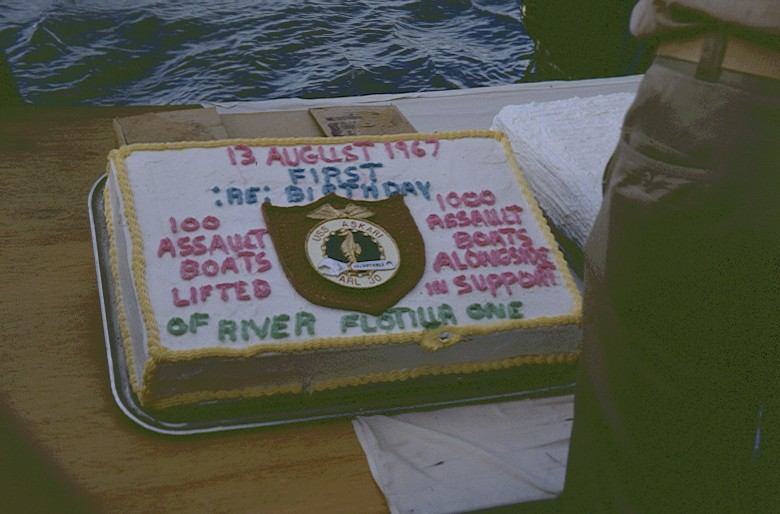 13 AUGUST 1967
FIRST
:RE: BIRTHDAY
100
ASSAULT
BOATS
LIFTED
USS ASKARI
ARL 30
1000
ASSAULT
BOATS
ALONGSIDE
IN SUPPORT
OF RIVER FLOTILLA ONE